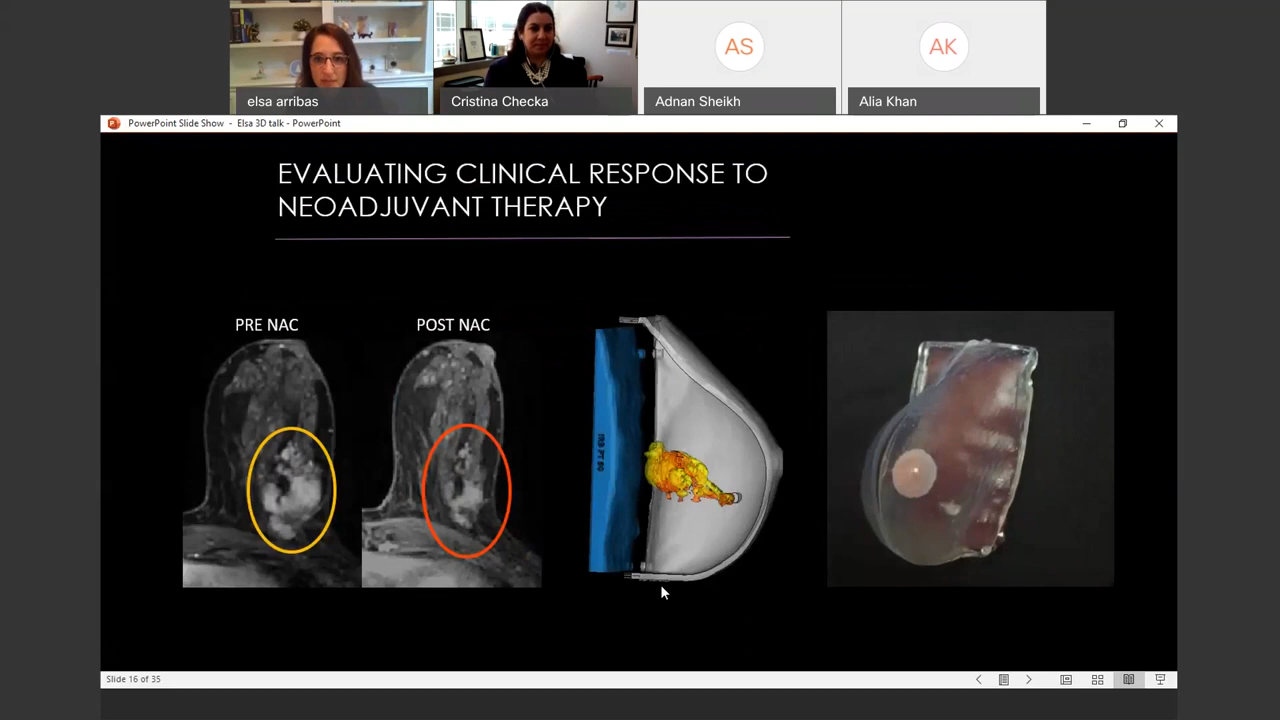 AS
AK
elsa arribas
Cristina Checka
Adnan Sheikh
Alia Khan
PowerPoint Slide Show - Elsa 3D talk - PowerPoint
EVALUATING CLINICAL RESPONSE TO
NEOADJUVANT THERAPY
PRE NAC
POST NAC
Slide 16 of 35